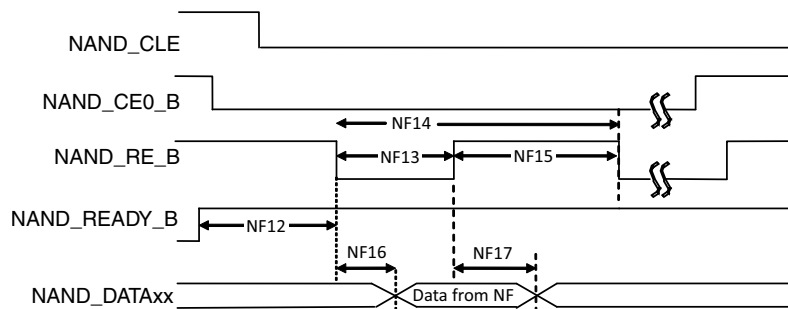 NAND_CLE
NAND_CE0_B
NF14
NAND_RE_B
NF13
NF15
NAND_READY_B
NF12
NF16
NF17
NAND_DATAxx
Data from NF